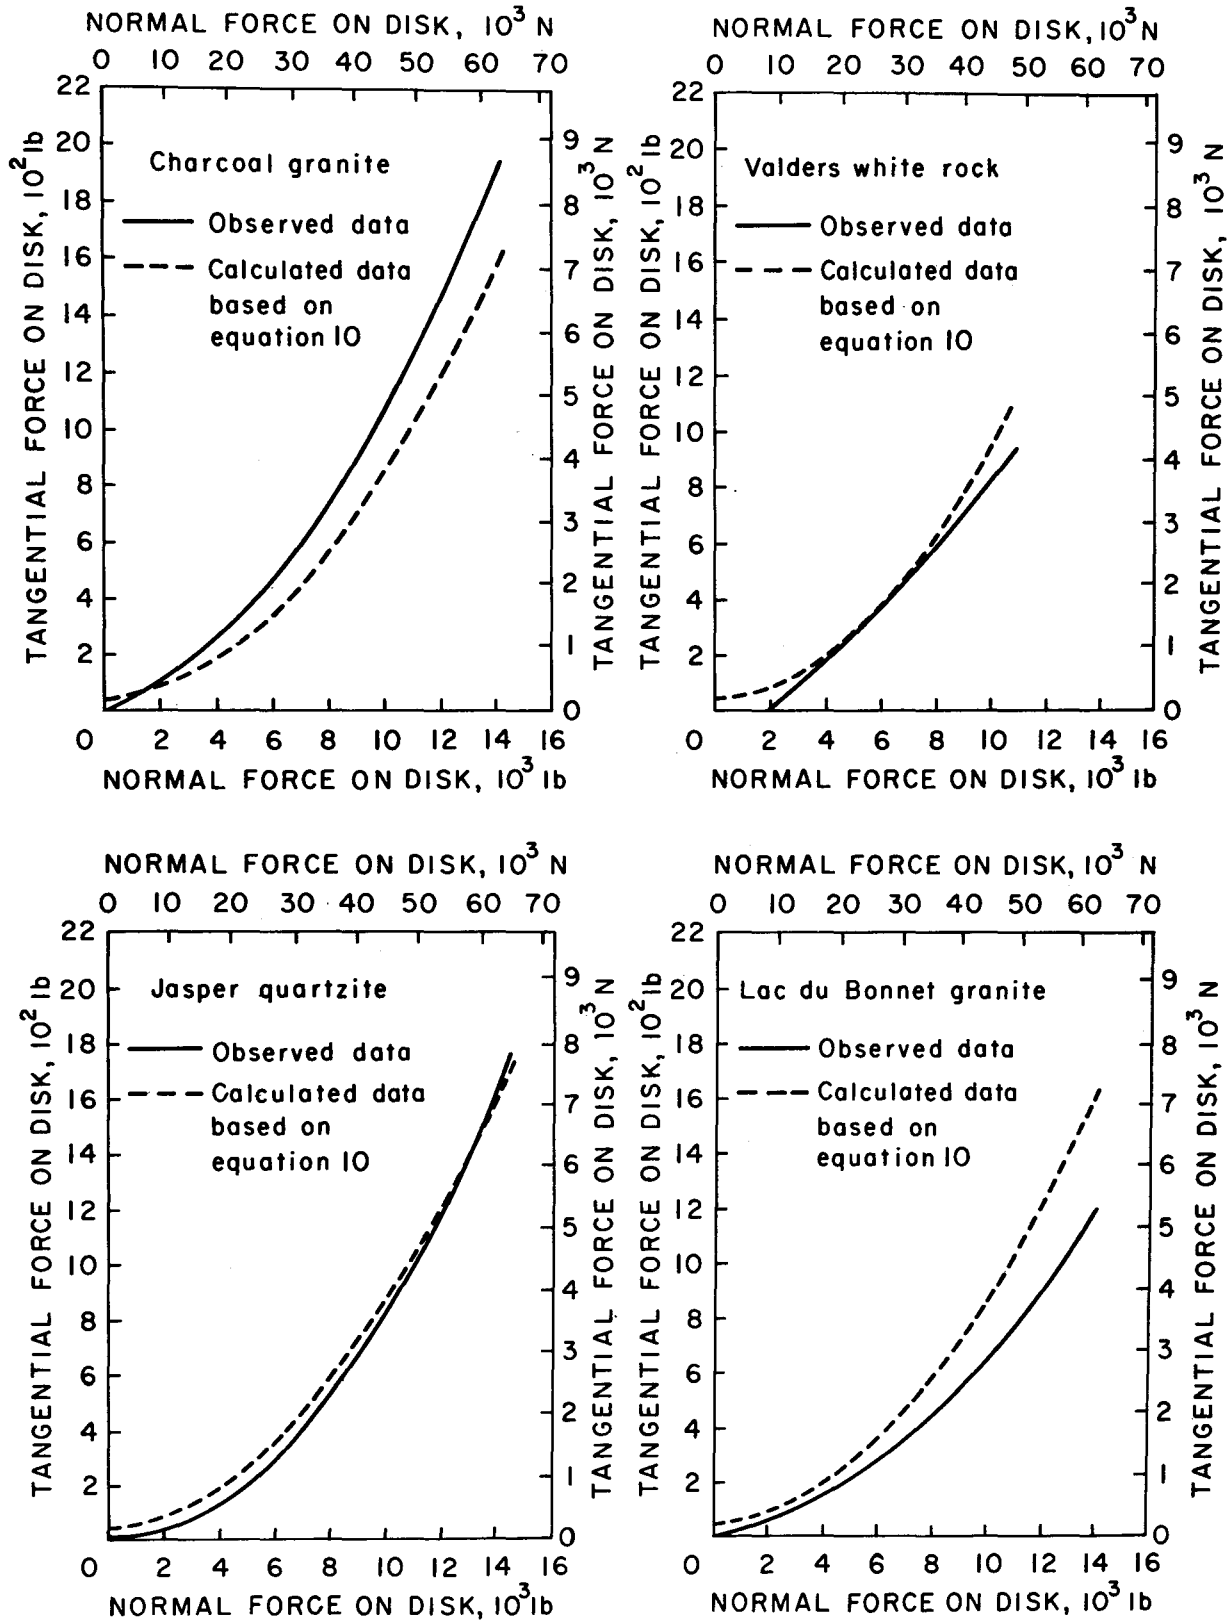 NORMAL FORCE ON DISK, 10³ N
0 10 20 30 40 50 60 70
22
20
18
16
14
12
10
8
6
4
2
TANGENTIAL FORCE ON DISK, 10² lb
Charcoal granite
Observed data
Calculated data
based on
equation 10
9
8
7
6
5
4
3
2
1
0
TANGENTIAL FORCE ON DISK, 10³ N
0 2 4 6 8 10 12 14 16
NORMAL FORCE ON DISK, 10³ lb
NORMAL FORCE ON DISK, 10³ N
0 10 20 30 40 50 60 70
22
20
18
16
14
12
10
8
6
4
2
TANGENTIAL FORCE ON DISK, 10² lb
Valders white rock
Observed data
Calculated data
based on
equation 10
9
8
7
6
5
4
3
2
1
0
TANGENTIAL FORCE ON DISK, 10³ N
0 2 4 6 8 10 12 14 16
NORMAL FORCE ON DISK, 10³ lb
NORMAL FORCE ON DISK, 10³ N
0 10 20 30 40 50 60 70
22
20
18
16
14
12
10
8
6
4
2
TANGENTIAL FORCE ON DISK, 10² lb
Jasper quartzite
Observed data
Calculated data
based on
equation 10
9
8
7
6
5
4
3
2
1
0
TANGENTIAL FORCE ON DISK, 10³ N
0 2 4 6 8 10 12 14 16
NORMAL FORCE ON DISK, 10³ lb
NORMAL FORCE ON DISK, 10³ N
0 10 20 30 40 50 60 70
22
20
18
16
14
12
10
8
6
4
2
TANGENTIAL FORCE ON DISK, 10² lb
Lac du Bonnet granite
Observed data
Calculated data
based on
equation 10
9
8
7
6
5
4
3
2
1
0
TANGENTIAL FORCE ON DISK, 10³ N
0 2 4 6 8 10 12 14 16
NORMAL FORCE ON DISK, 10³ lb